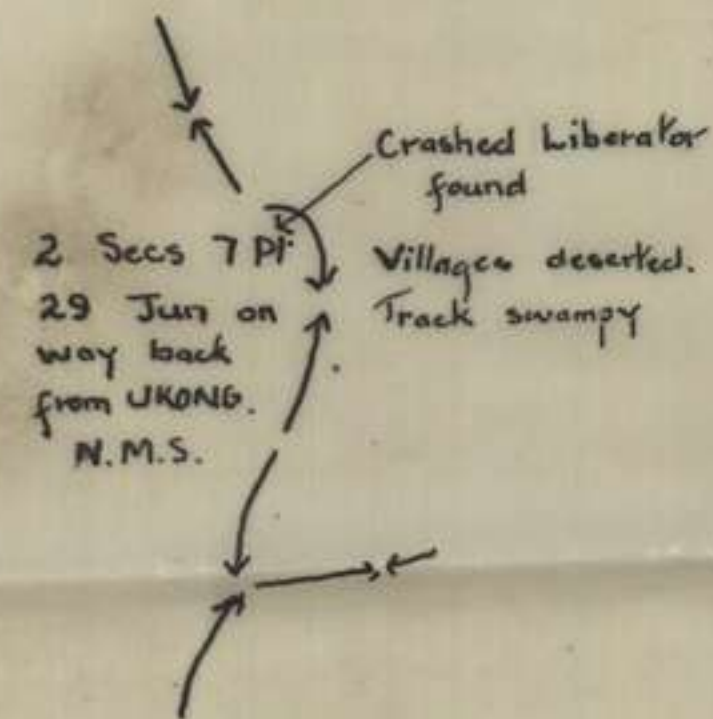 Crashed Liberator
found
2 Secs 7 Pl
29 Jun on
way back
from UKONG.
N.M.S.
Villages deserted.
Track swampy